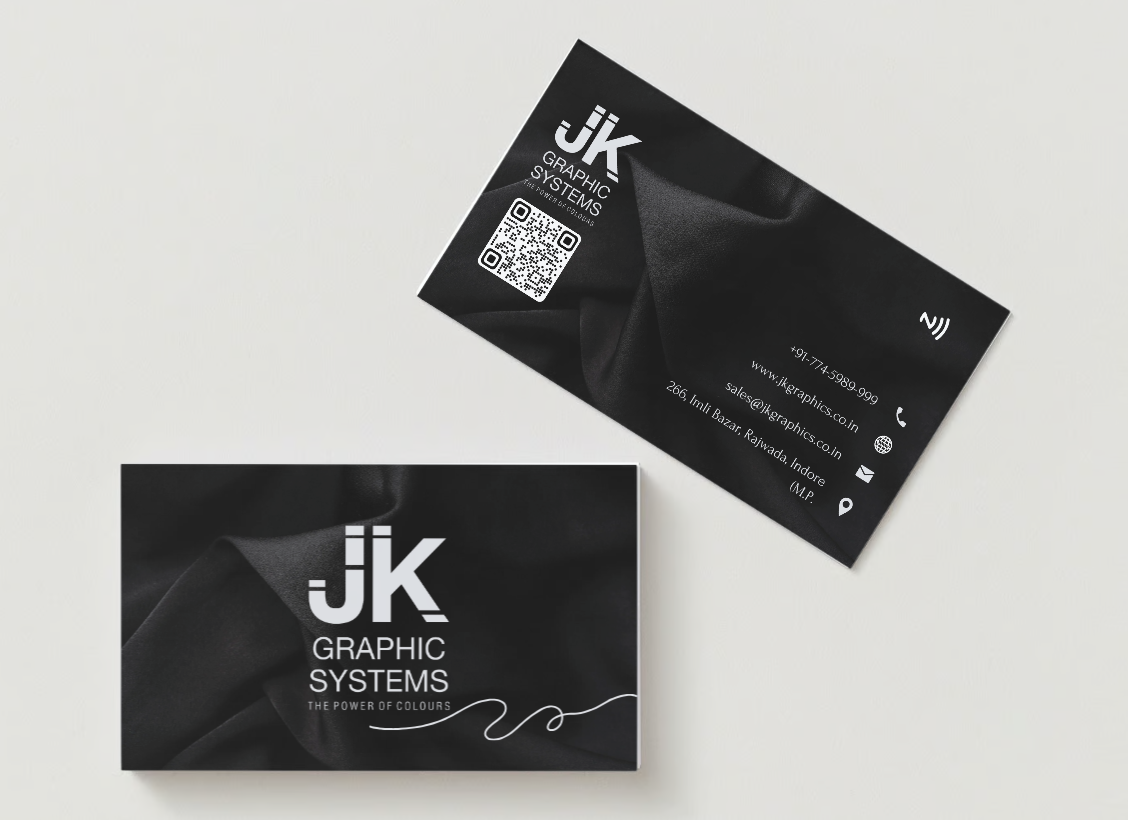 JK
GRAPHIC
SYSTEMS
THE POWER OF COLOURS
+91-774-5989-999
www.jkgraphics.co.in
sales@jkgraphics.co.in
266, Imli Bazar, Rajwada, Indore
(M.P.
JK
GRAPHIC
SYSTEMS
THE POWER OF COLOURS